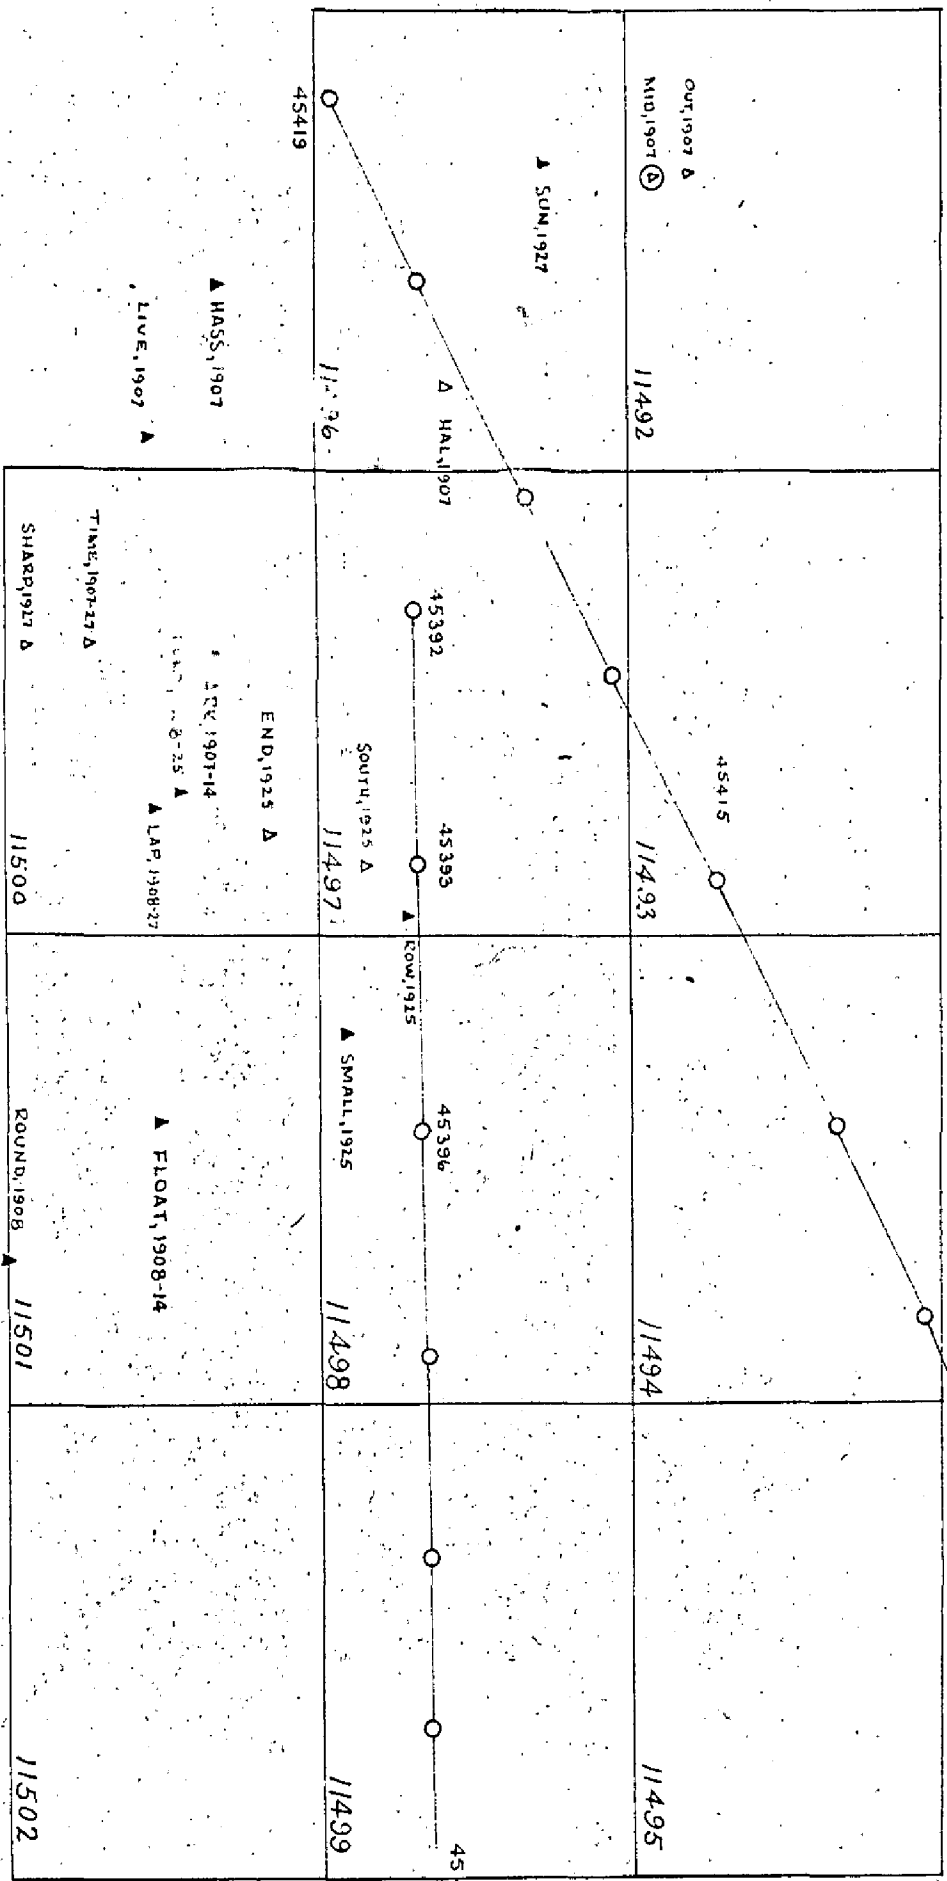 OUT, 1907
MID, 1907
11492
11493
11494
11495
45415
SUN, 1927
HAL, 1907
45419
45392
45393
45396
45
SOUTH, 1925
ROW, 1925
SMALL, 1925
11497
11498
11499
HASS, 1907
LIVE, 1907
END, 1925
1907-14
LAP, 1908-27
TIME, 1907-27
SHARP, 1927
FLOAT, 1908-14
ROUND, 1908
11500
11501
11502